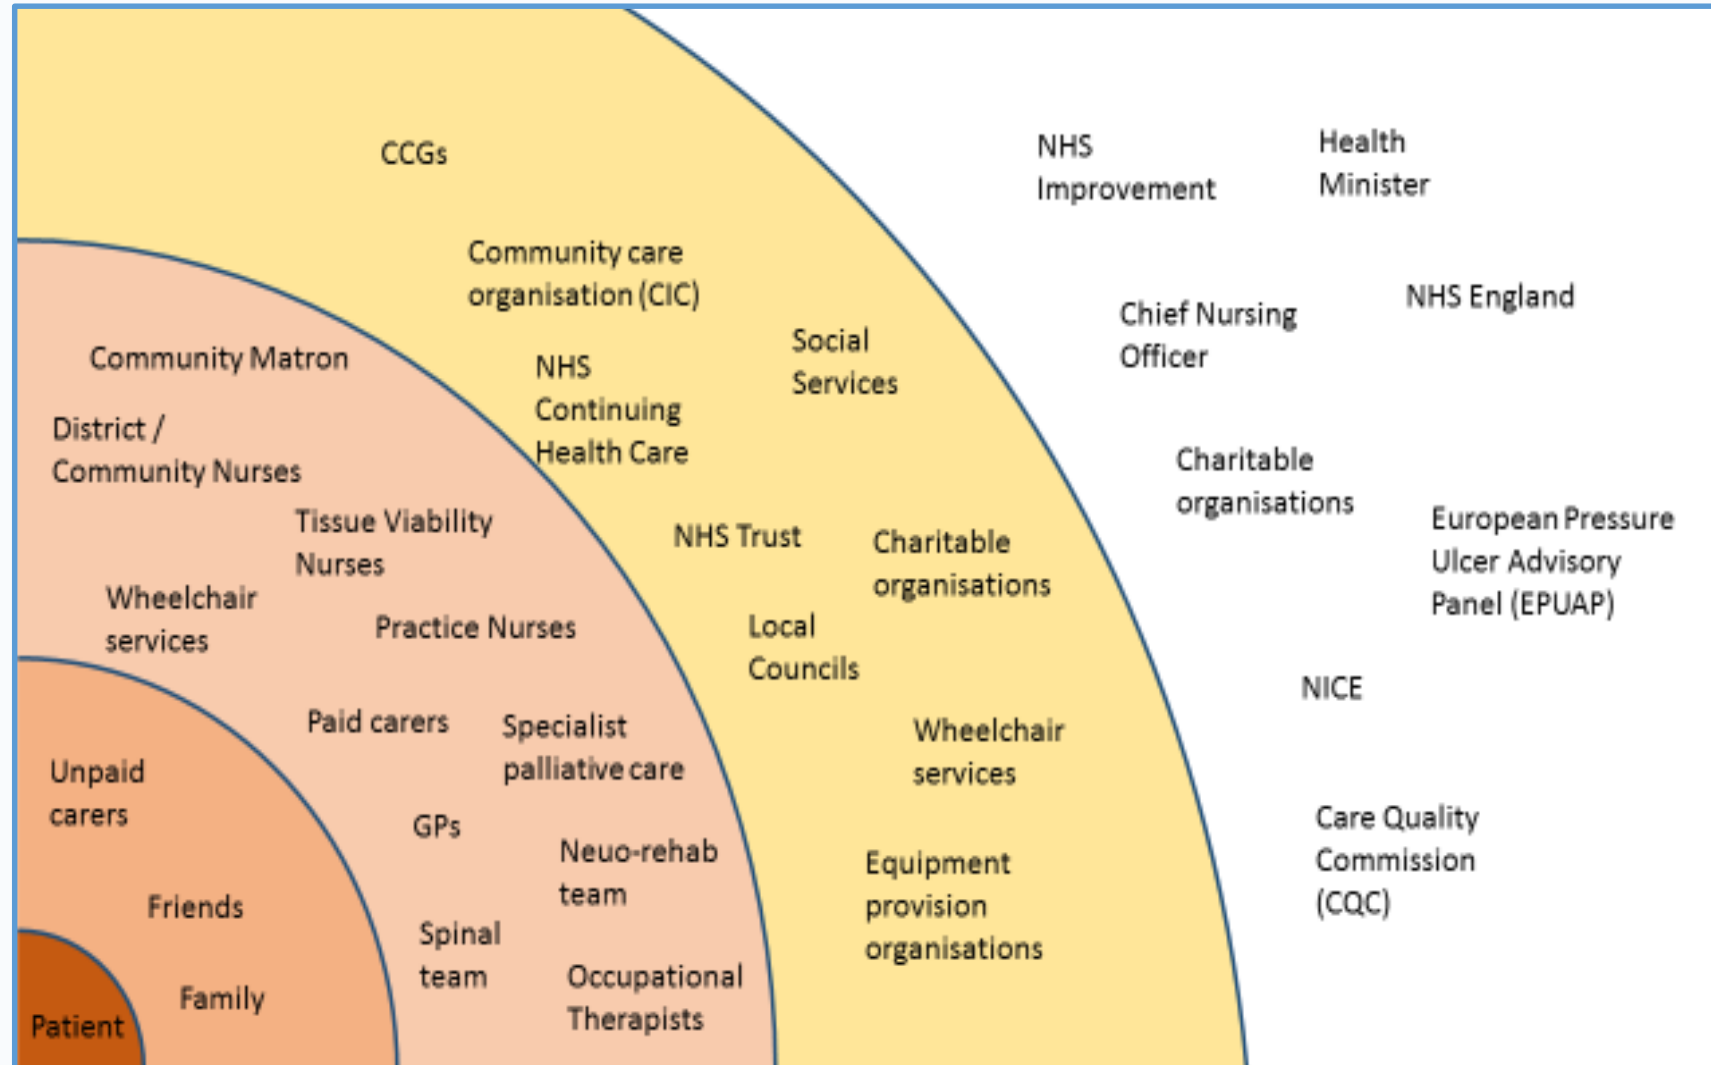 CCGs
NHS
Improvement
Health
Minister
Community care
organisation (CIC)
Chief Nursing
Officer
NHS England
Social
Services
NHS
Continuing
Health Care
Community Matron
District /
Community Nurses
Charitable
organisations
European Pressure
Ulcer Advisory
Panel (EPUAP)
Tissue Viability
Nurses
NHS Trust
Charitable
organisations
Wheelchair
services
Practice Nurses
Local
Councils
NICE
Paid carers
Specialist
palliative care
Wheelchair
services
Unpaid
carers
GPs
Neuo-rehab
team
Equipment
provision
organisations
Care Quality
Commission
(CQC)
Friends
Spinal
team
Occupational
Therapists
Family
Patient